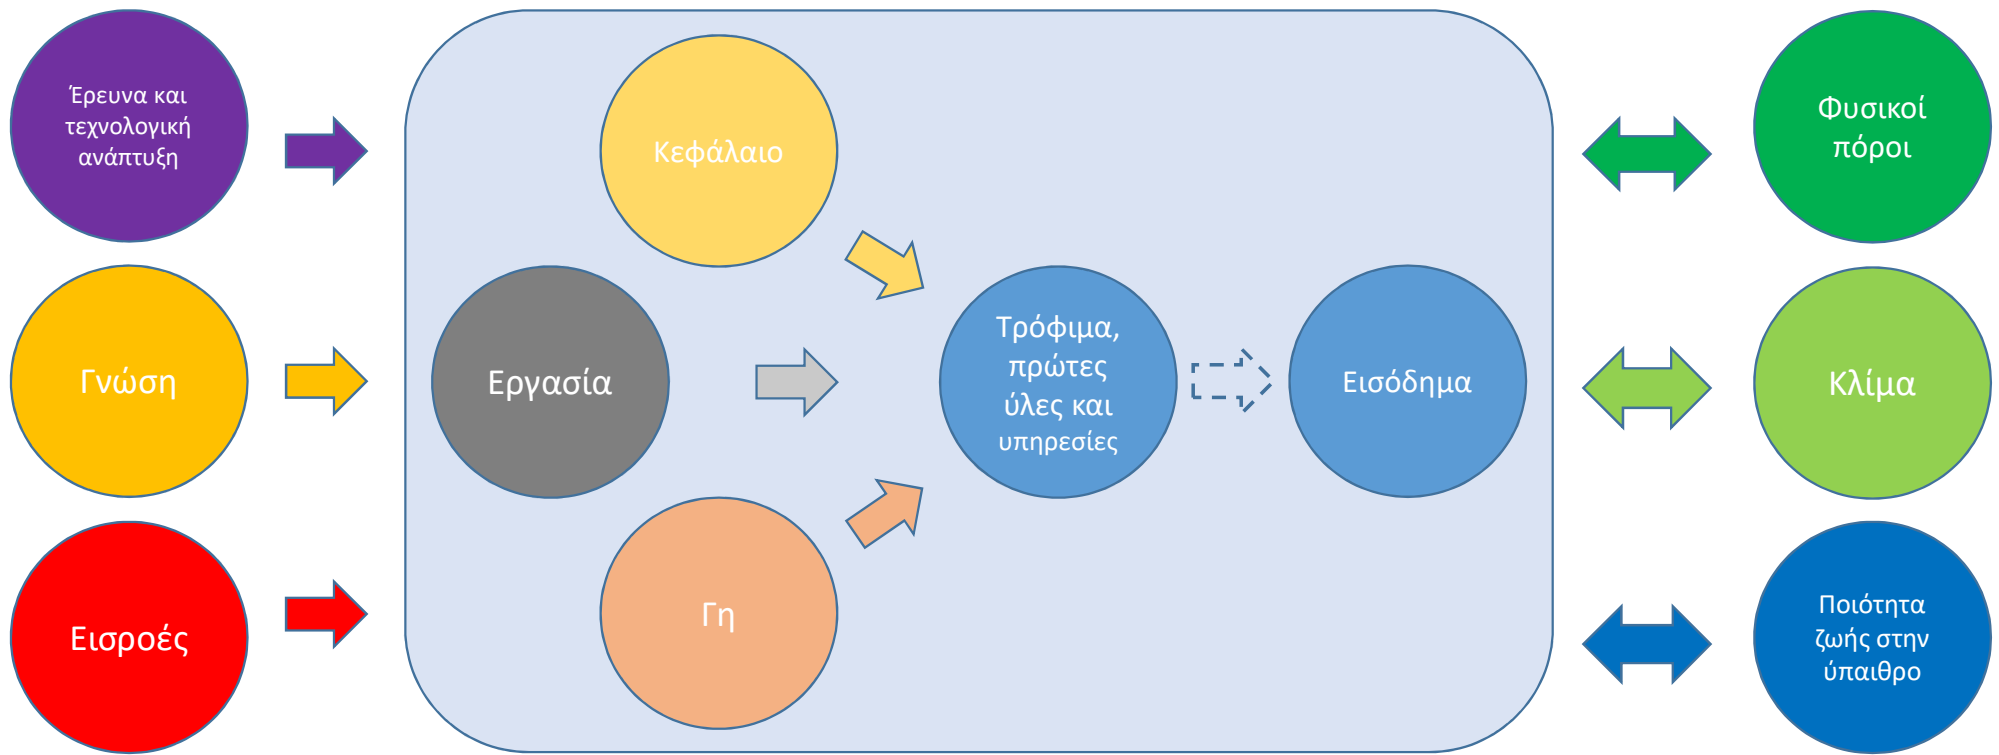 Έρευνα και
τεχνολογική
ανάπτυξη
Γνώση
Εισροές
Κεφάλαιο
Εργασία
Γη
Τρόφιμα,
πρώτες
ύλες και
υπηρεσίες
Εισόδημα
Φυσικοί
πόροι
Κλίμα
Ποιότητα
ζωής στην
ύπαιθρο